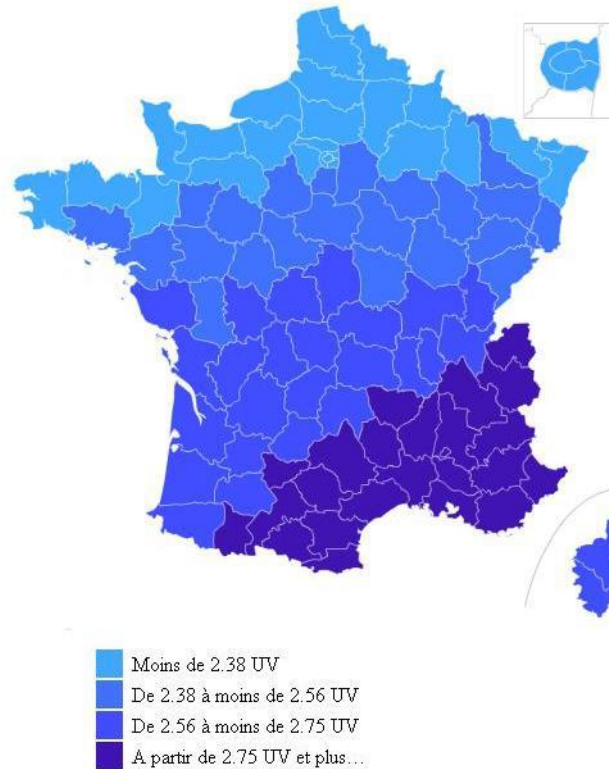 Moins de 2.38 UV
De 2.38 à moins de 2.56 UV
De 2.56 à moins de 2.75 UV
A partir de 2.75 UV et plus...